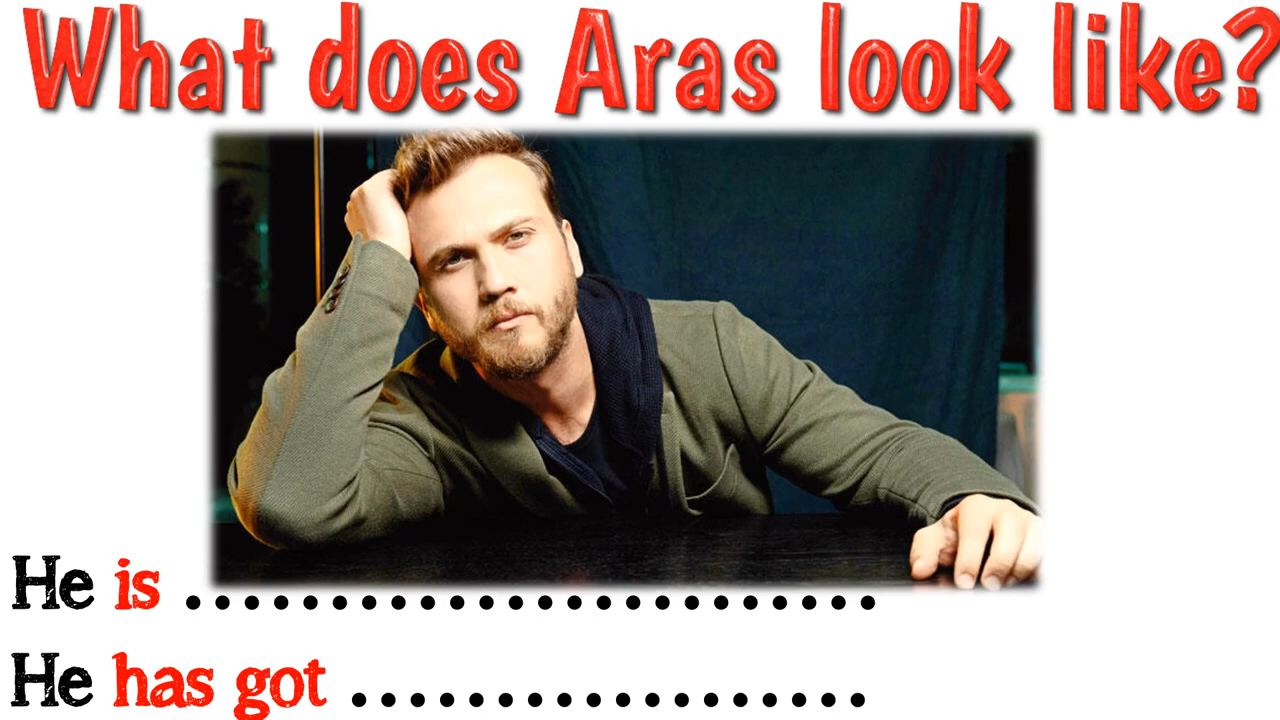 What does Aras look like?
He is ........................
He has got ..................